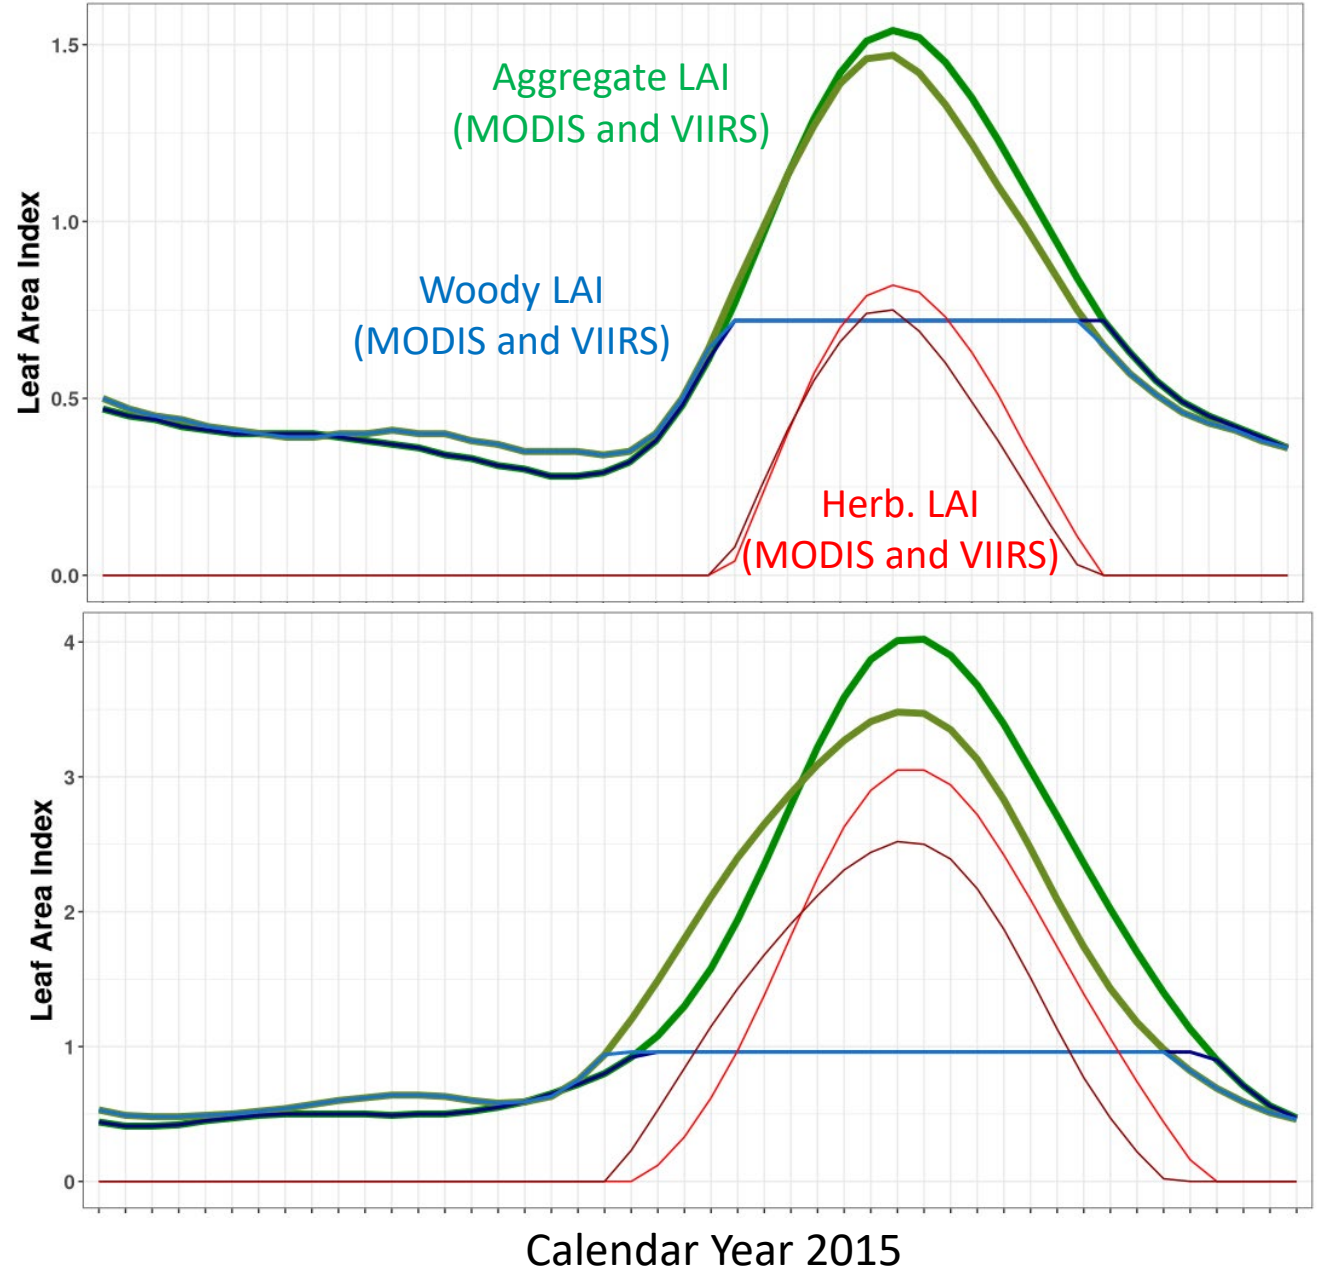 Leaf Area Index
1.5
1.0
0.5
0.0
Aggregate LAI
(MODIS and VIIRS)
Woody LAI
(MODIS and VIIRS)
Herb. LAI
(MODIS and VIIRS)
Leaf Area Index
4
3
2
1
0
Calendar Year 2015